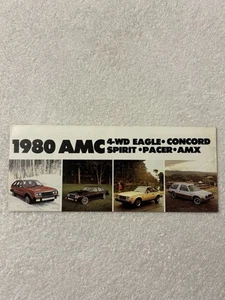 1980 AMC
4-WD EAGLE • CONCORD
SPIRIT • PACER • AMX